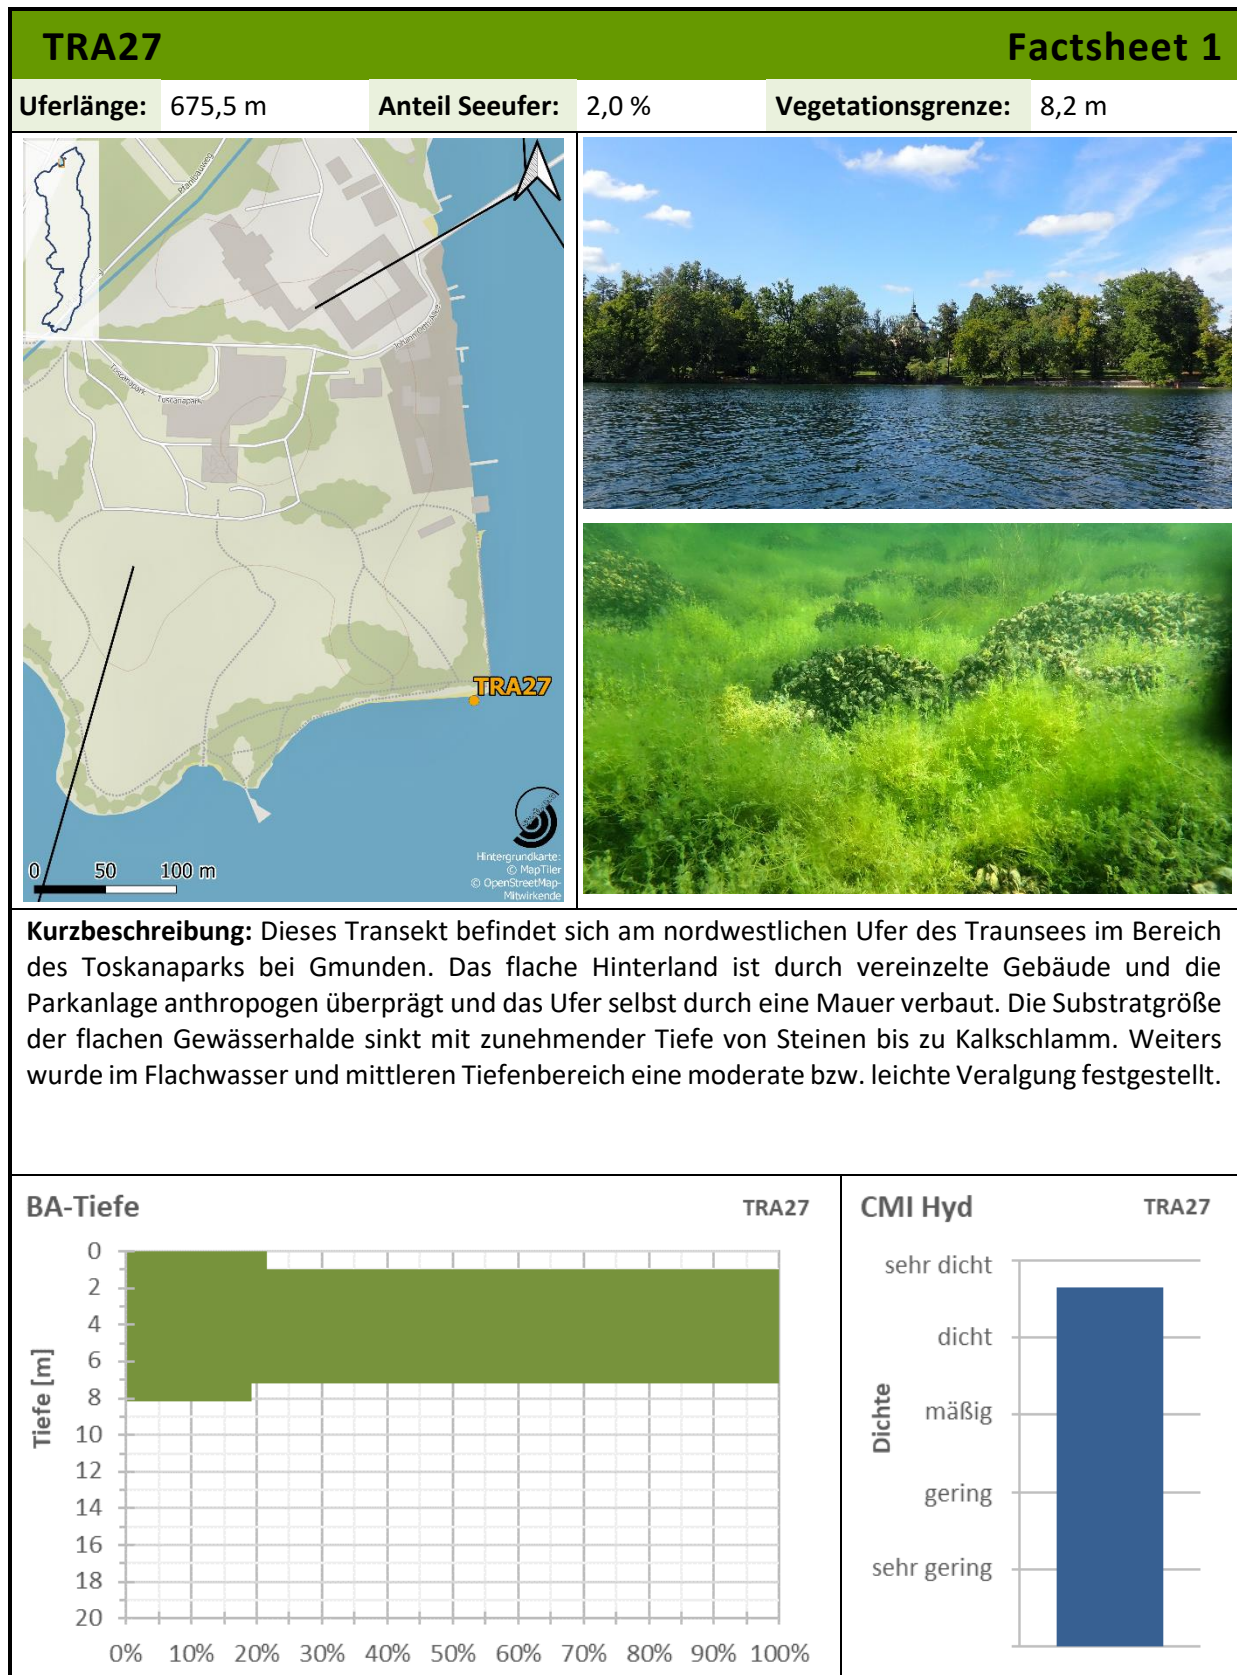 TRA27 Factsheet 1
Uferlänge: 675,5 m Anteil Seeufer: 2,0 % Vegetationsgrenze: 8,2 m
Pfarrhauweg
Johann-Orth-Allee
Toscanapark
Toscanapark
TRA27
0 50 100 m
Hintergrundkarte:
© MapTiler
© OpenStreetMap-
Mitwirkende
Kurzbeschreibung: Dieses Transekt befindet sich am nordwestlichen Ufer des Traunsees im Bereich
des Toskanaparks bei Gmunden. Das flache Hinterland ist durch vereinzelte Gebäude und die
Parkanlage anthropogen überprägt und das Ufer selbst durch eine Mauer verbaut. Die Substratgröße
der flachen Gewässerhalde sinkt mit zunehmender Tiefe von Steinen bis zu Kalkschlamm. Weiters
wurde im Flachwasser und mittleren Tiefenbereich eine moderate bzw. leichte Veralgung festgestellt.
BA-Tiefe TRA27
Tiefe [m]
0
2
4
6
8
10
12
14
16
18
20
0% 10% 20% 30% 40% 50% 60% 70% 80% 90% 100%
CMI Hyd TRA27
Dichte
sehr dicht
dicht
mäßig
gering
sehr gering